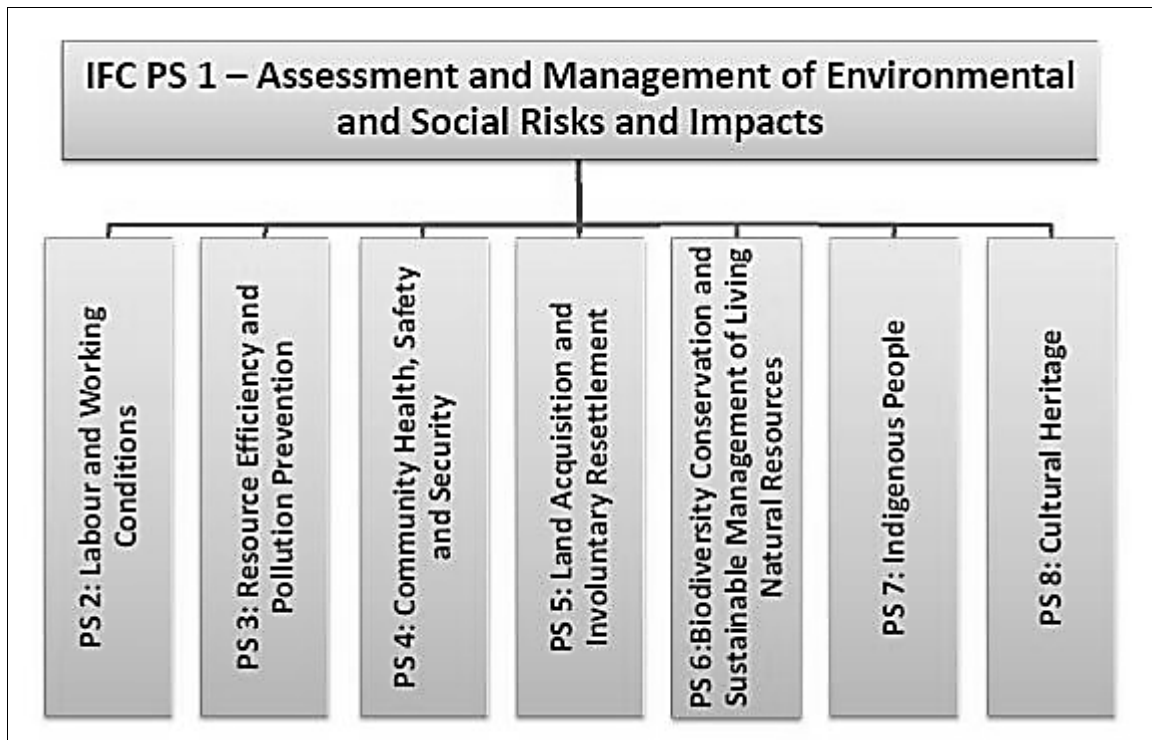 IFC PS 1 – Assessment and Management of Environmental
and Social Risks and Impacts
PS 2: Labour and Working
Conditions
PS 3: Resource Efficiency and
Pollution Prevention
PS 4: Community Health, Safety
and Security
PS 5: Land Acquisition and
Involuntary Resettlement
PS 6:Biodiversity Conservation and
Sustainable Management of Living
Natural Resources
PS 7: Indigenous People
PS 8: Cultural Heritage